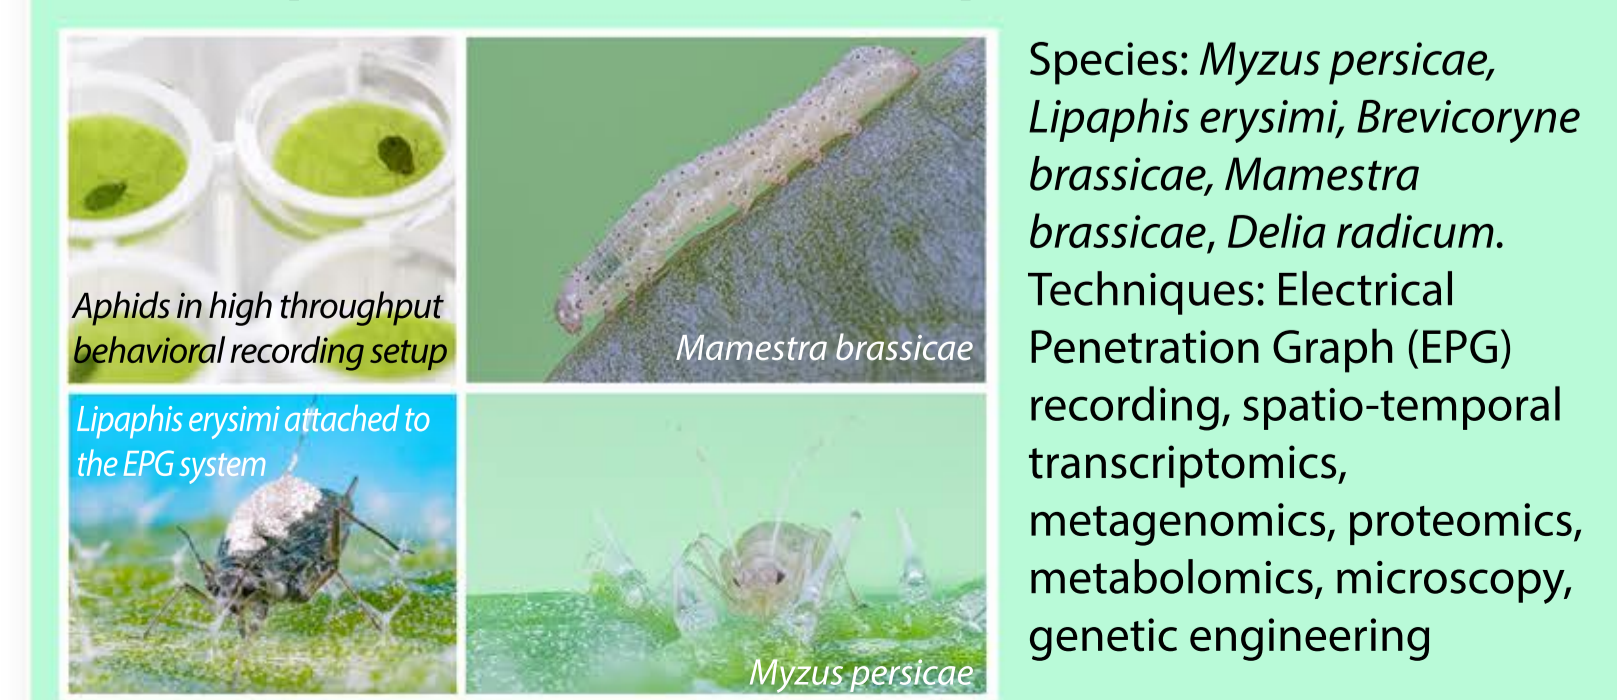 Aphids in high throughput
behavioral recording setup
Mamestra brassicae
Lipaphis erysimi attached to
the EPG system
Myzus persicae
Species: Myzus persicae,
Lipaphis erysimi, Brevicoryne
brassicae, Mamestra
brassicae, Delia radicum.
Techniques: Electrical
Penetration Graph (EPG)
recording, spatio-temporal
transcriptomics,
metagenomics, proteomics,
metabolomics, microscopy,
genetic engineering